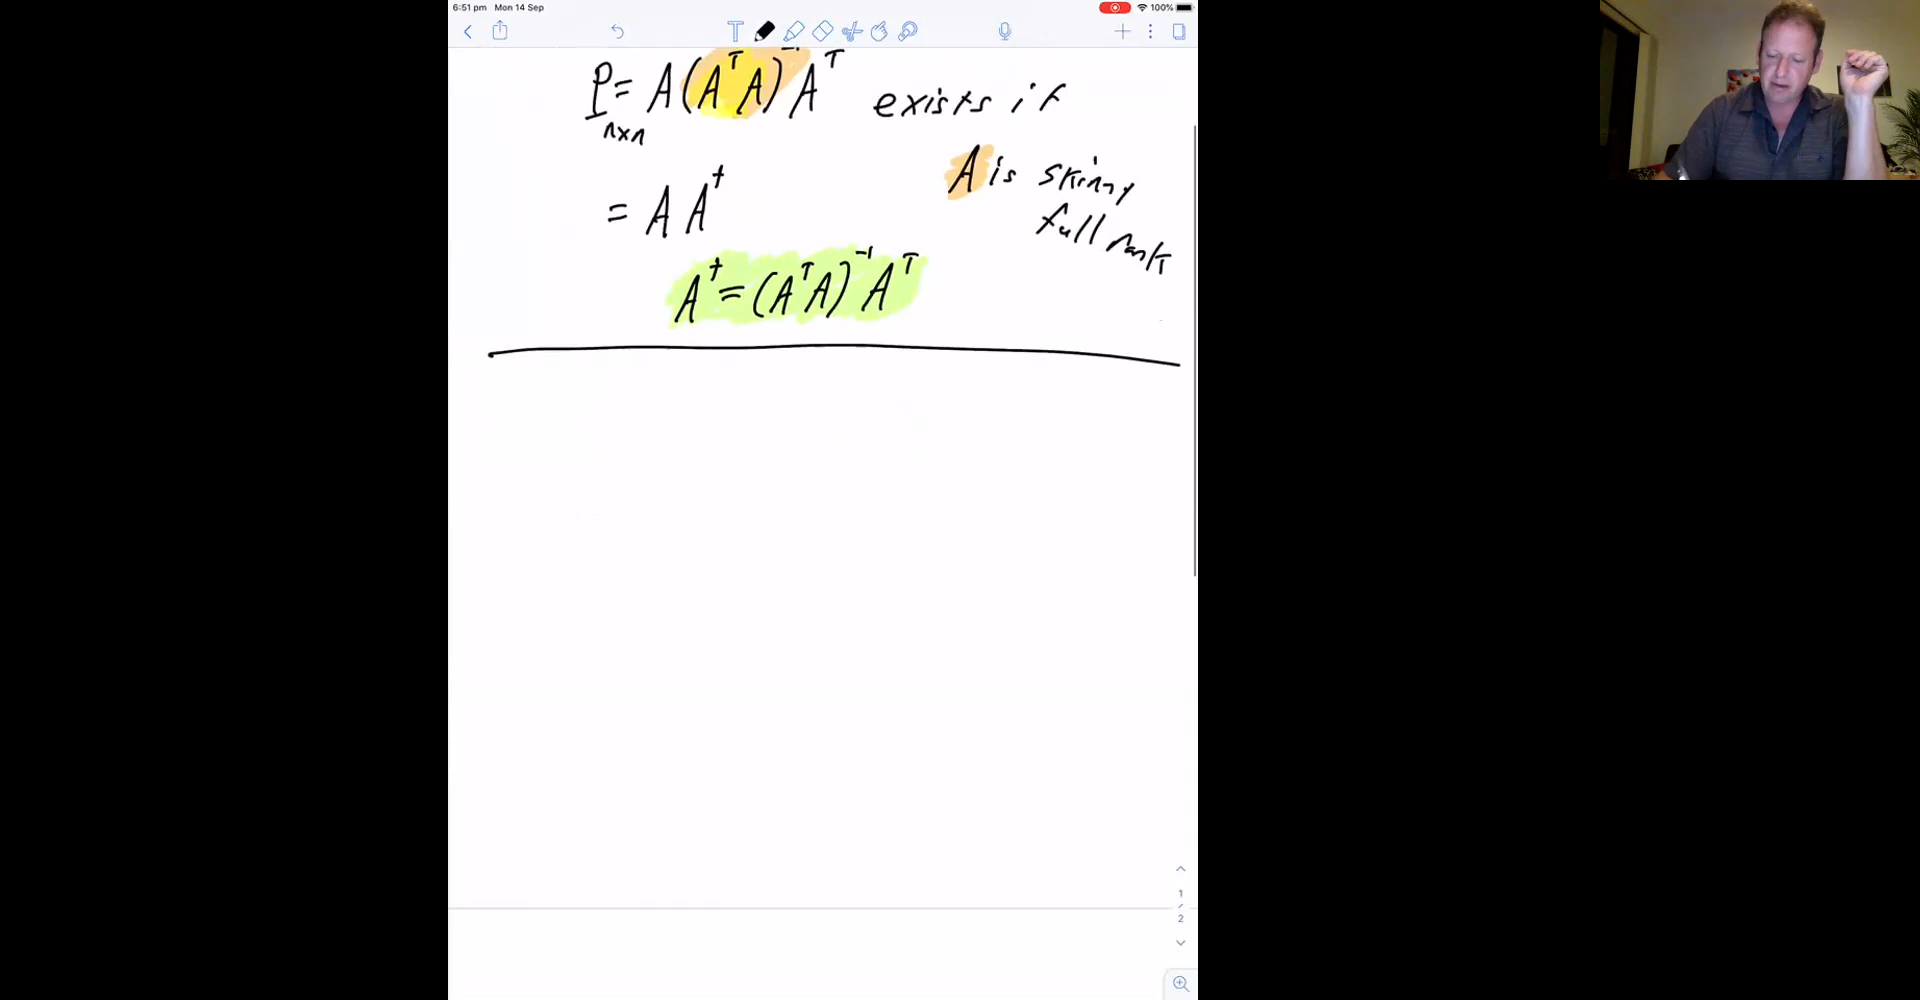 6:51 pm Mon 14 Sep
100%
P = A(AᵀA)⁻¹Aᵀ exists if
n×n
A is skinny
full rank
= A A†
A† = (AᵀA)⁻¹Aᵀ
1
2